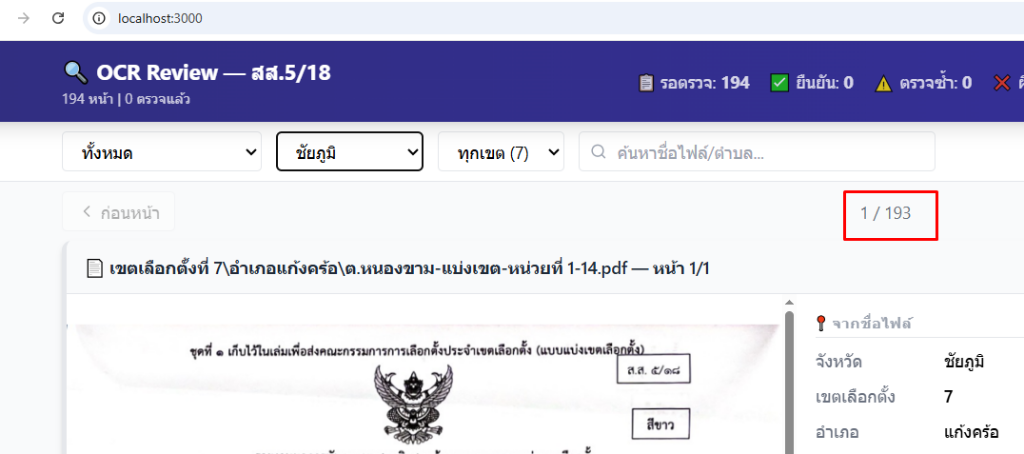 localhost:3000
OCR Review — สส.5/18
194 หน้า | 0 ตรวจแล้ว
รอตรวจ: 194
ยืนยัน: 0
ตรวจซ้ำ: 0
ทั้งหมด
ชัยภูมิ
ทุกเขต (7)
ค้นหาชื่อไฟล์/ตำบล...
ก่อนหน้า
1 / 193
เขตเลือกตั้งที่ 7\อำเภอแก้งคร้อ\ต.หนองขาม-แบ่งเขต-หน่วยที่ 1-14.pdf — หน้า 1/1
ชุดที่ ๑ เก็บไว้ในเล่มเพื่อส่งคณะกรรมการการเลือกตั้งประจำเขตเลือกตั้ง (แบบแบ่งเขตเลือกตั้ง)
ส.ส. ๕/๑๘
สีขาว
จากชื่อไฟล์
จังหวัด ชัยภูมิ
เขตเลือกตั้ง 7
อำเภอ แก้งคร้อ